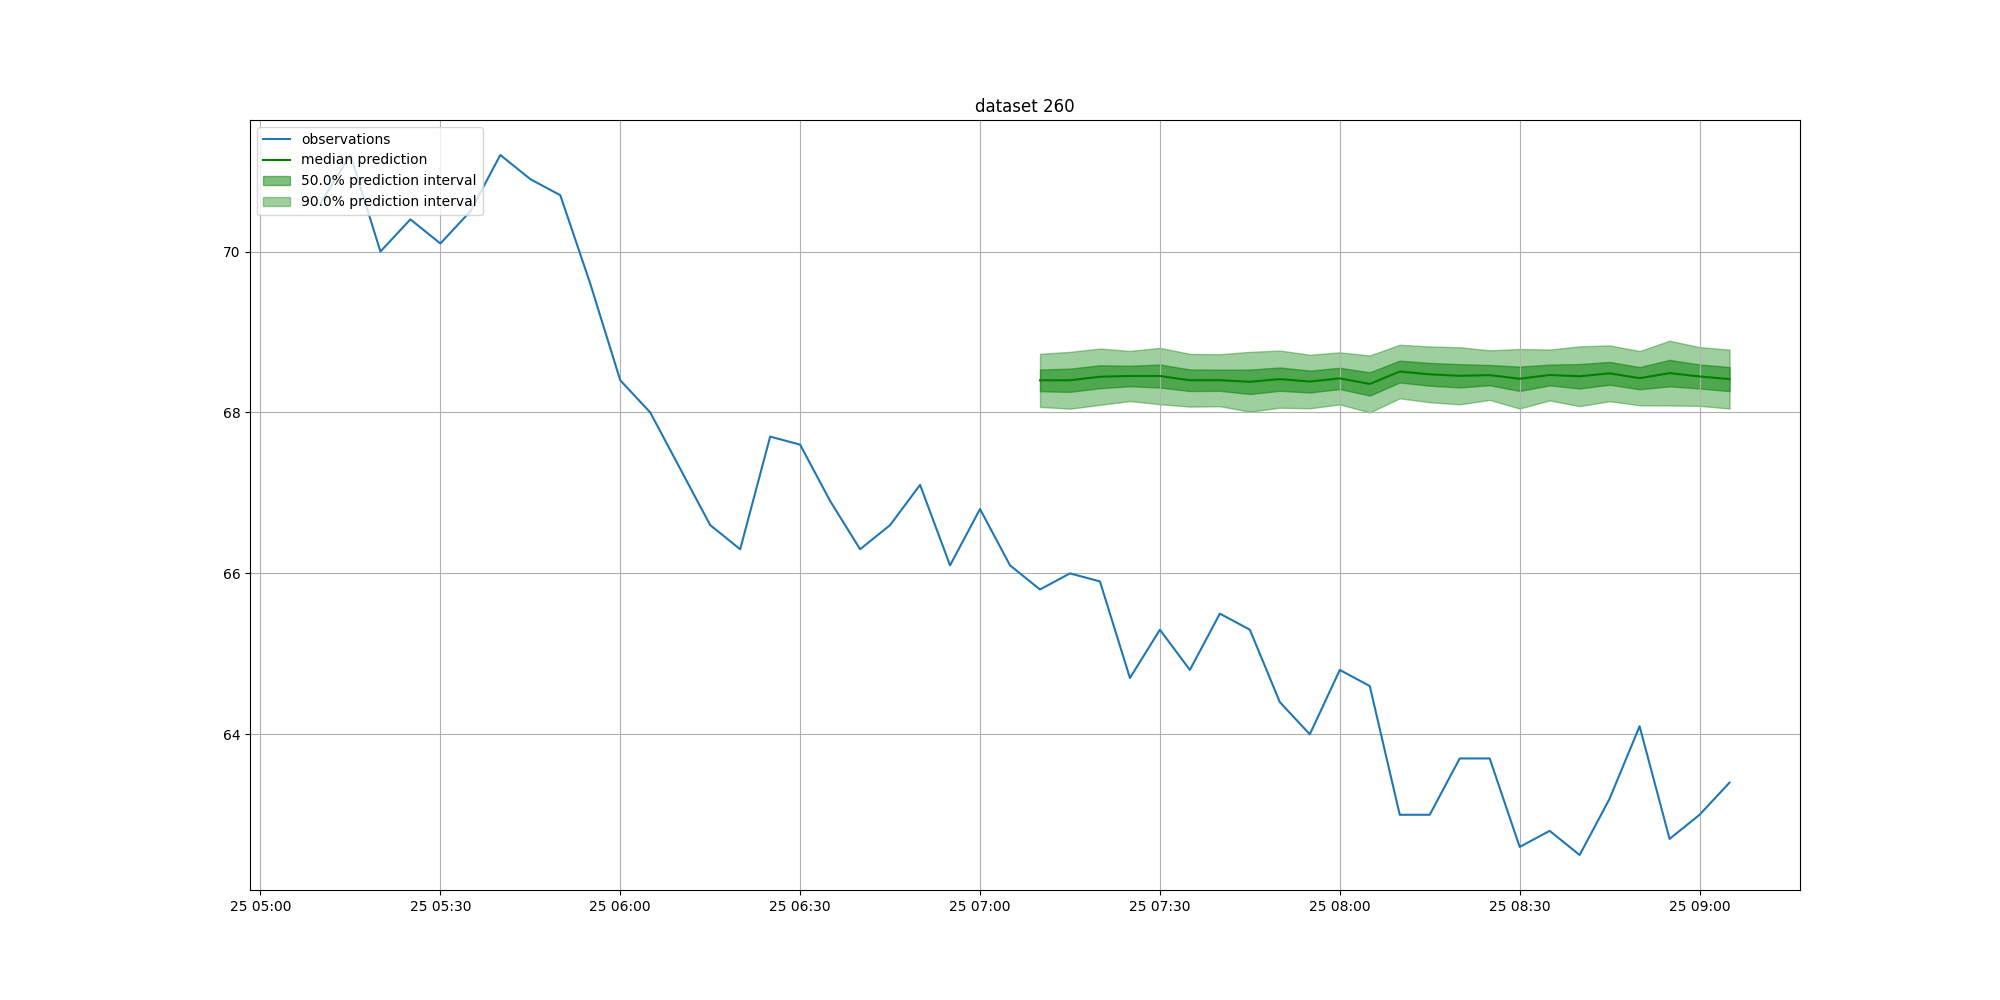 dataset 260
observations
median prediction
50.0% prediction interval
90.0% prediction interval
70
68
66
64
25 05:00 25 05:30 25 06:00 25 06:30 25 07:00 25 07:30 25 08:00 25 08:30 25 09:00